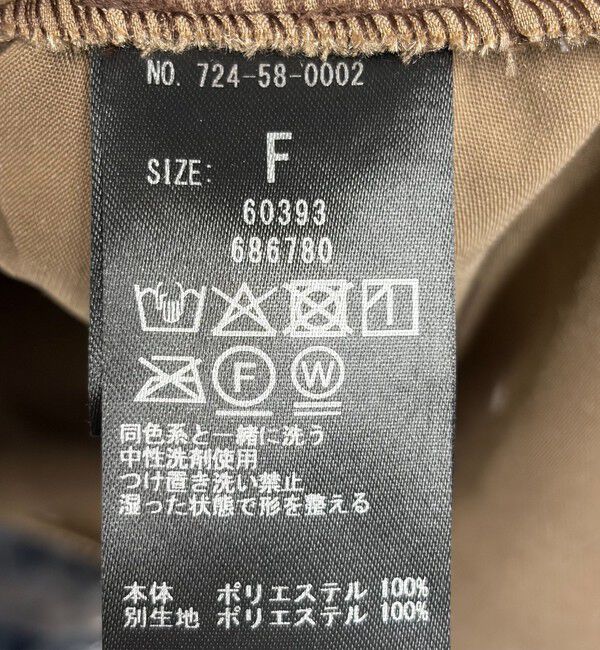 NO. 724-58-0002
SIZE: F
60393
686780
F W
同色系と一緒に洗う
中性洗剤使用
つけ置き洗い禁止
湿った状態で形を整える
本体 ポリエステル 100%
別生地 ポリエステル 100%